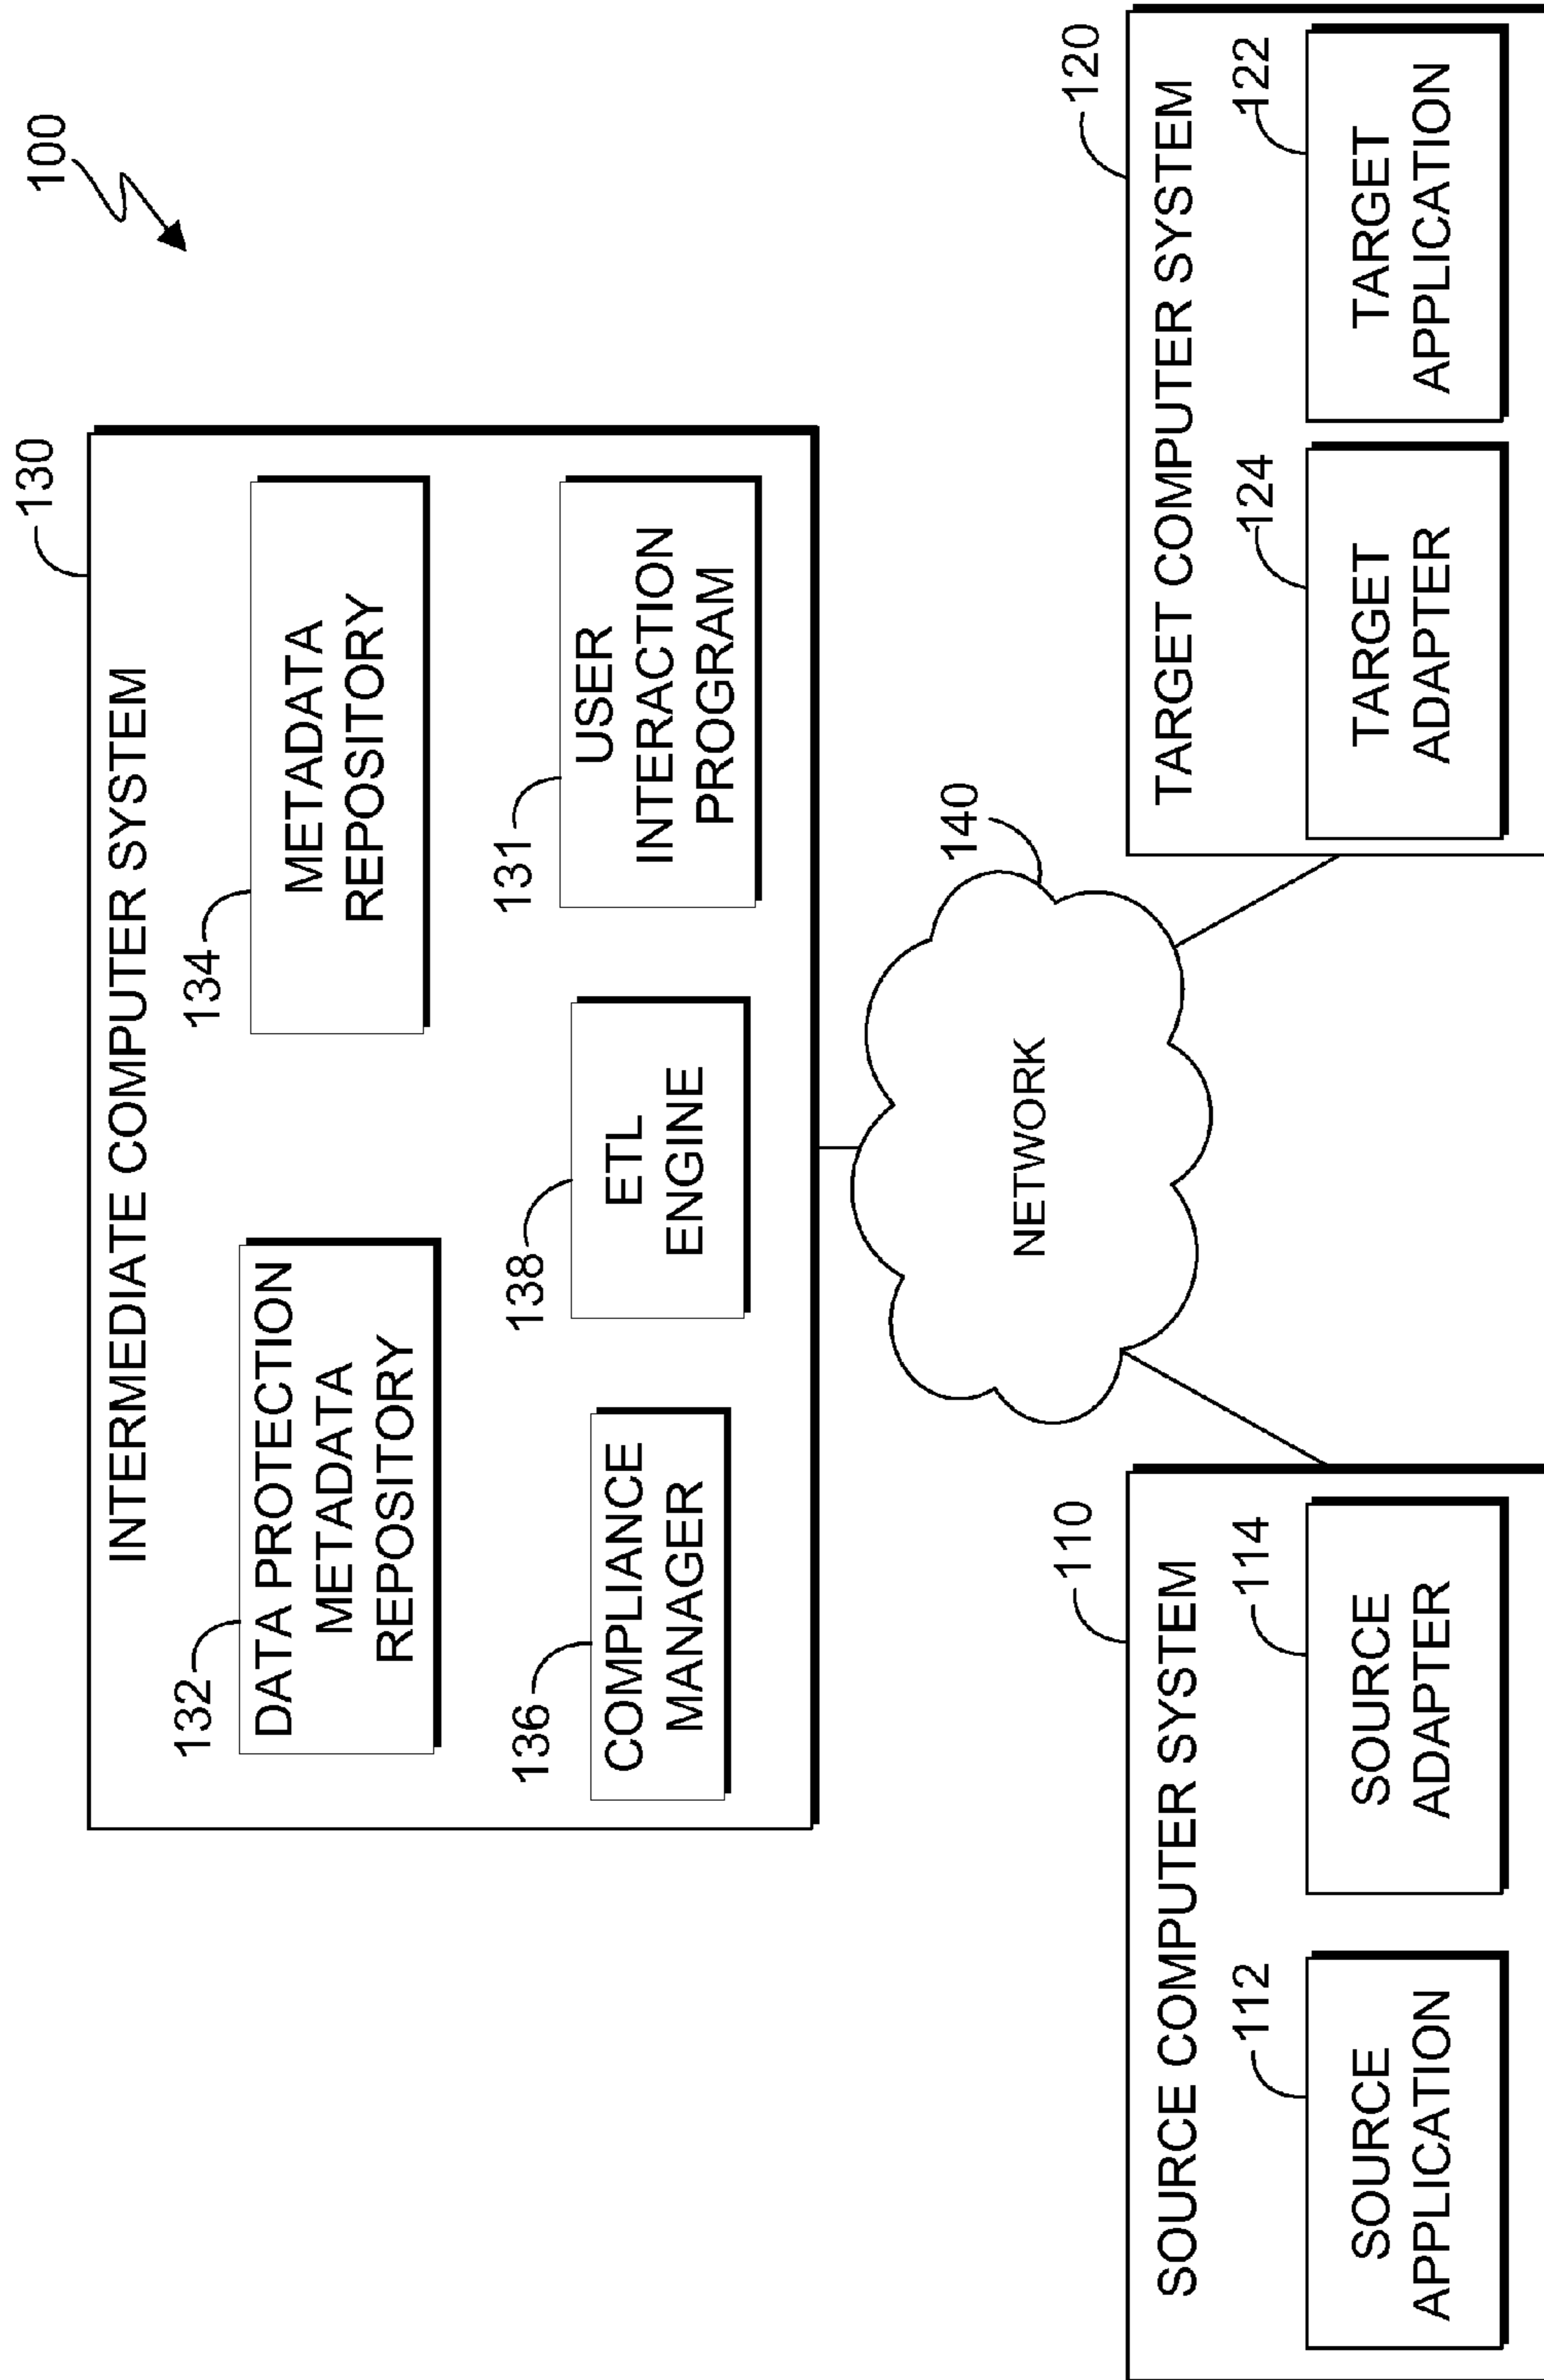 100
130
INTERMEDIATE COMPUTER SYSTEM
132
DATA PROTECTION
METADATA
REPOSITORY
134
METADATA
REPOSITORY
136
COMPLIANCE
MANAGER
138
ETL
ENGINE
131
USER
INTERACTION
PROGRAM
140
NETWORK
110
SOURCE COMPUTER SYSTEM
112
SOURCE
APPLICATION
114
SOURCE
ADAPTER
120
TARGET COMPUTER SYSTEM
124
TARGET
ADAPTER
122
TARGET
APPLICATION